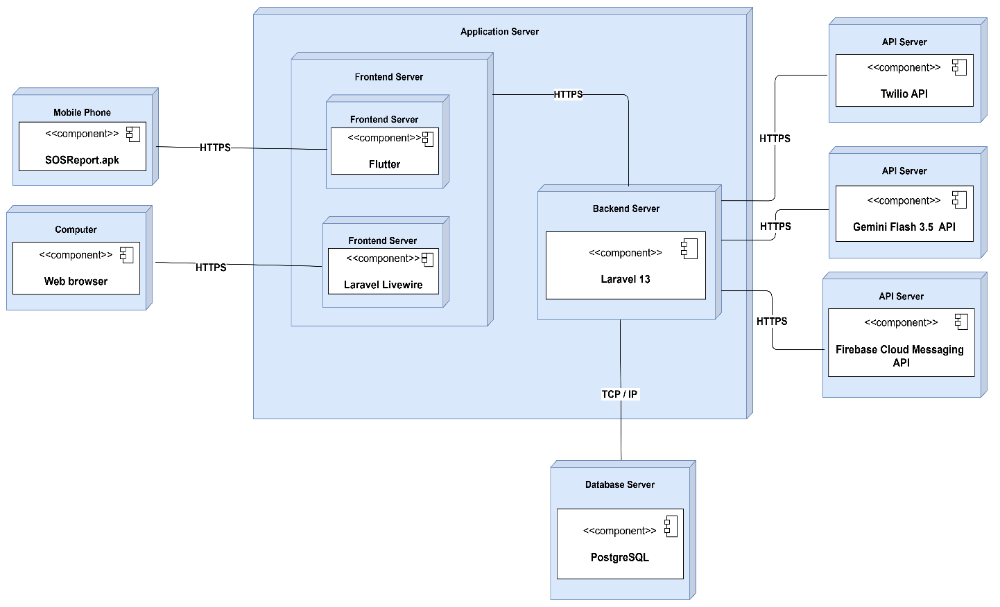 Application Server
Frontend Server
Frontend Server
<<component>>
Flutter
Frontend Server
<<component>>
Laravel Livewire
Mobile Phone
<<component>>
SOSReport.apk
HTTPS
Computer
<<component>>
Web browser
HTTPS
HTTPS
Backend Server
<<component>>
Laravel 13
TCP / IP
Database Server
<<component>>
PostgreSQL
HTTPS
API Server
<<component>>
Twilio API
HTTPS
API Server
<<component>>
Gemini Flash 3.5 API
HTTPS
API Server
<<component>>
Firebase Cloud Messaging
API